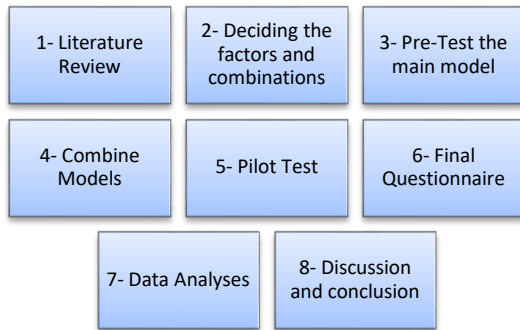 1- Literature
Review
2- Deciding the
factors and
combinations
3- Pre-Test the
main model
4- Combine
Models
5- Pilot Test
6- Final
Questionnaire
7- Data Analyses
8- Discussion
and conclusion